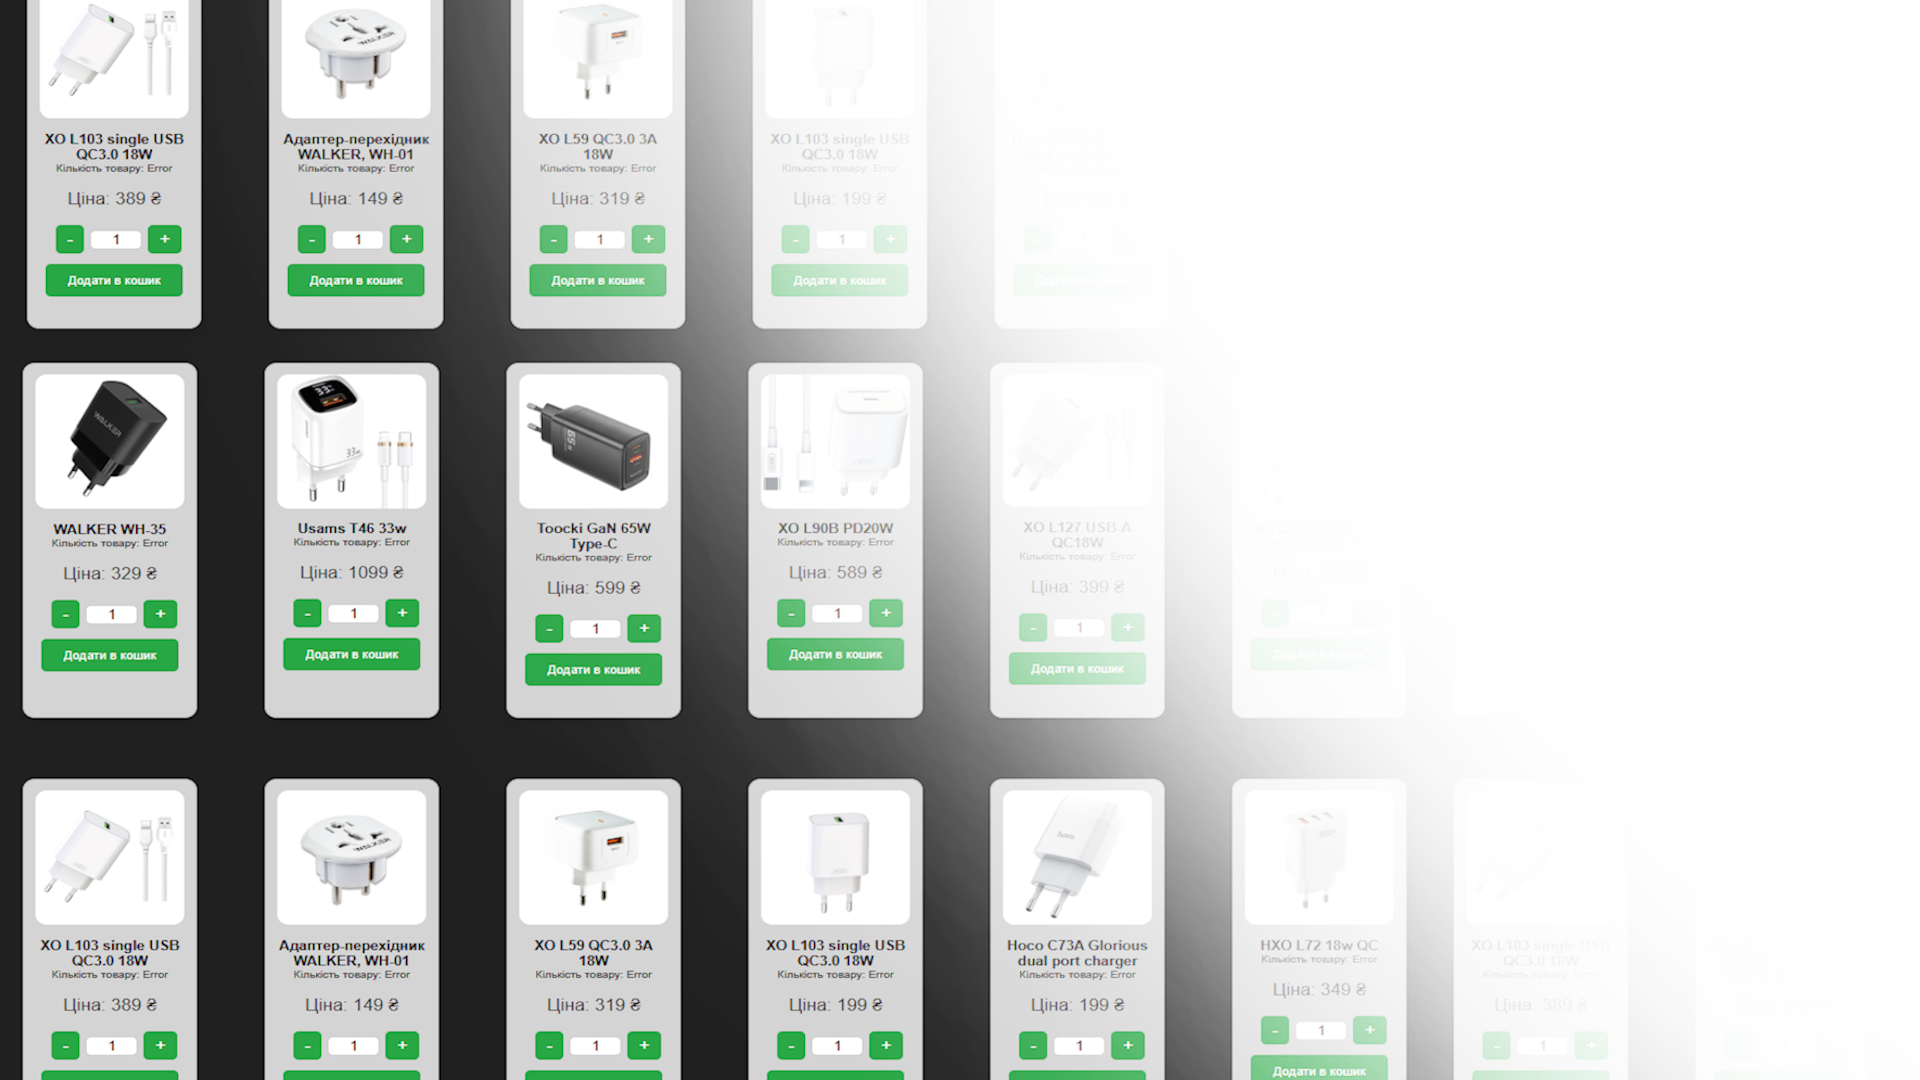 WALKER
XO L103 single USB
QC3.0 18W
Кількість товару: Error
Ціна: 389 ₴
- 1 +
Додати в кошик
Адаптер-перехідник
WALKER, WH-01
Кількість товару: Error
Ціна: 149 ₴
- 1 +
Додати в кошик
XO L59 QC3.0 3A
18W
Кількість товару: Error
Ціна: 319 ₴
- 1 +
Додати в кошик
XO L103 single USB
QC3.0 18W
Кількість товару: Error
Ціна: 199 ₴
- 1 +
Додати в кошик
WALKER
WALKER WH-35
Кількість товару: Error
Ціна: 329 ₴
- 1 +
Додати в кошик
33w
Usams T46 33w
Кількість товару: Error
Ціна: 1099 ₴
- 1 +
Додати в кошик
65
Toocki GaN 65W
Type-C
Кількість товару: Error
Ціна: 599 ₴
- 1 +
Додати в кошик
XO L90B PD20W
Кількість товару: Error
Ціна: 589 ₴
- 1 +
Додати в кошик
XO L127 USB-A
QC18W
Кількість товару: Error
Ціна: 399 ₴
- 1 +
Додати в кошик
WALKER
XO L103 single USB
QC3.0 18W
Кількість товару: Error
Ціна: 389 ₴
- 1 +
Адаптер-перехідник
WALKER, WH-01
Кількість товару: Error
Ціна: 149 ₴
- 1 +
XO L59 QC3.0 3A
18W
Кількість товару: Error
Ціна: 319 ₴
- 1 +
XO L103 single USB
QC3.0 18W
Кількість товару: Error
Ціна: 199 ₴
- 1 +
hoco.
Hoco C73A Glorious
dual port charger
Кількість товару: Error
Ціна: 199 ₴
- 1 +
HXO L72 18w QC
Кількість товару: Error
Ціна: 349 ₴
- 1 +
Додати в кошик
XO L103 single USB
QC3.0 18W
Кількість товару: Error
Ціна: 389 ₴
- 1 +